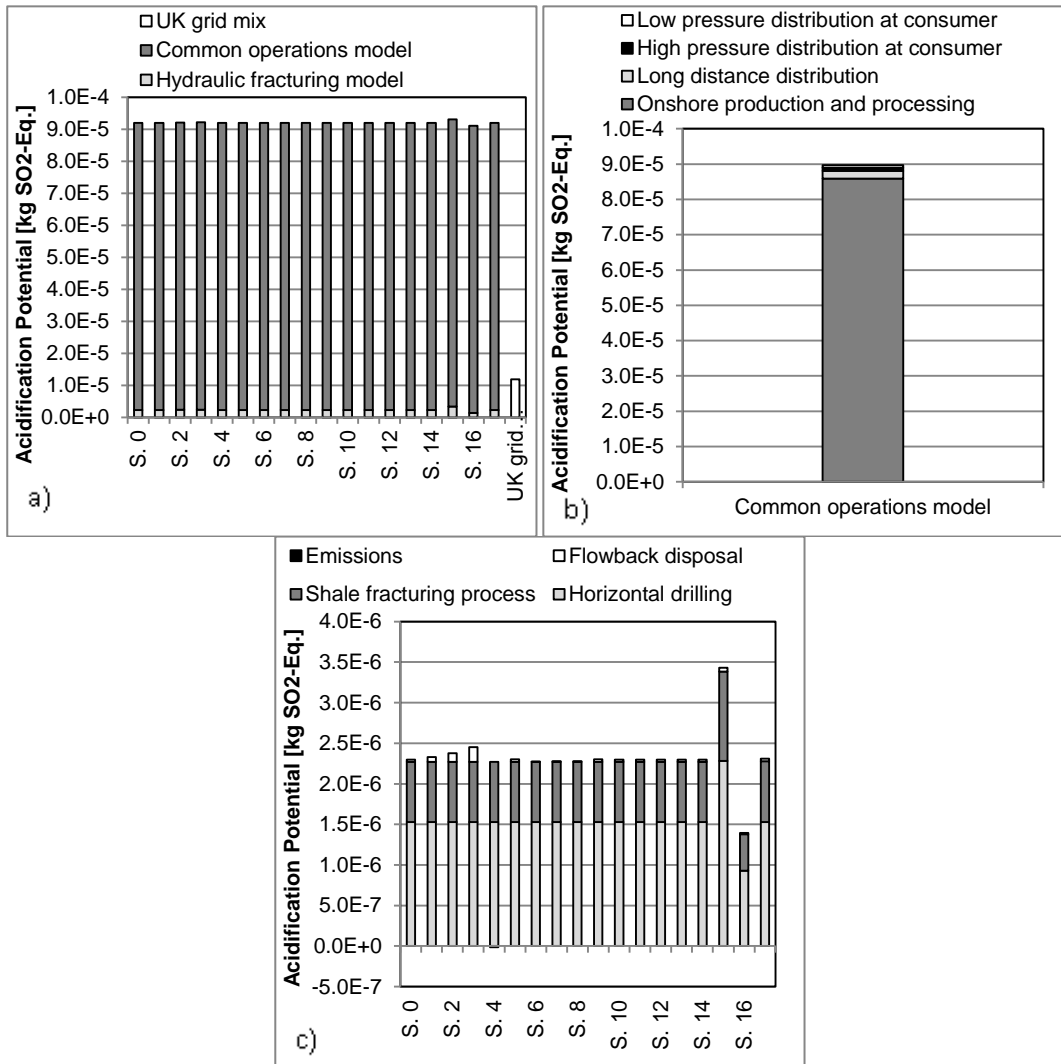 UK grid mix
Common operations model
Hydraulic fracturing model
Acidification Potential [kg SO2-Eq.]
1.0E-4
9.0E-5
8.0E-5
7.0E-5
6.0E-5
5.0E-5
4.0E-5
3.0E-5
2.0E-5
1.0E-5
0.0E+0
S. 0
S. 2
S. 4
S. 6
S. 8
S. 10
S. 12
S. 14
S. 16
UK grid…
a)
Low pressure distribution at consumer
High pressure distribution at consumer
Long distance distribution
Onshore production and processing
Acidification Potential [kg SO2-Eq.]
1.0E-4
9.0E-5
8.0E-5
7.0E-5
6.0E-5
5.0E-5
4.0E-5
3.0E-5
2.0E-5
1.0E-5
0.0E+0
Common operations model
b)
Emissions
Flowback disposal
Shale fracturing process
Horizontal drilling
Acidification Potential [kg SO2-Eq.]
4.0E-6
3.5E-6
3.0E-6
2.5E-6
2.0E-6
1.5E-6
1.0E-6
5.0E-7
0.0E+0
-5.0E-7
S. 0
S. 2
S. 4
S. 6
S. 8
S. 10
S. 12
S. 14
S. 16
c)